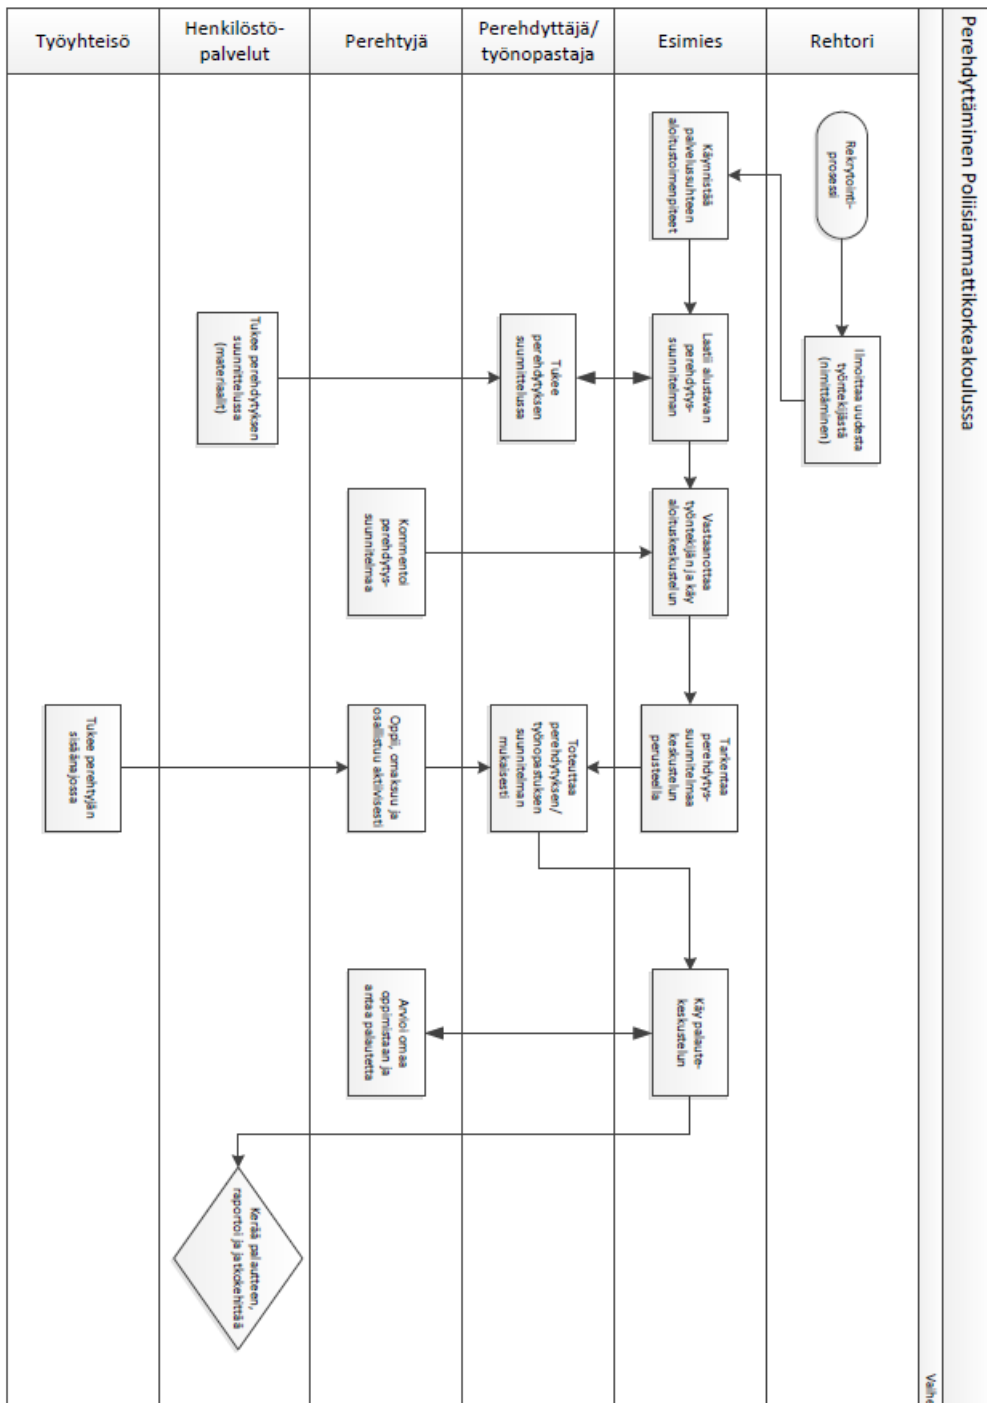 Perehdyttäminen Poliisiammattikorkeakoulussa
Vaihe
Työyhteisö
Henkilöstö-
palvelut
Perehtyjä
Perehdyttäjä/
työnopastaja
Esimies
Rehtori
Rekrytointi-
prosessi
Ilmoittaa uudesta
työntekijästä
(nimittäminen)
Käynnistää
palvelussuhteen
aloitustoimenpiteet
Laatii alustavan
perehdytys-
suunnitelman
Tukee
perehdytyksen
suunnittelussa
Tukee perehdytyksen
suunnittelussa
(materiaalit)
Vastaanottaa
työntekijän ja käy
aloituskeskustelun
Kommentoi
perehdytys-
suunnitelmaa
Tarkentaa
perehdytys-
suunnitelmaa
keskustelun
perusteella
Toteuttaa
perehdytyksen/
työnopastuksen
suunnitelman
mukaisesti
Oppii, omaksuu ja
osallistuu aktiivisesti
Tukee perehtyjän
sisäänajossa
Käy palaute-
keskustelun
Arvioi omaa
oppimistaan ja
antaa palautetta
Kerää palautteen,
raportoi ja jatkokehittää